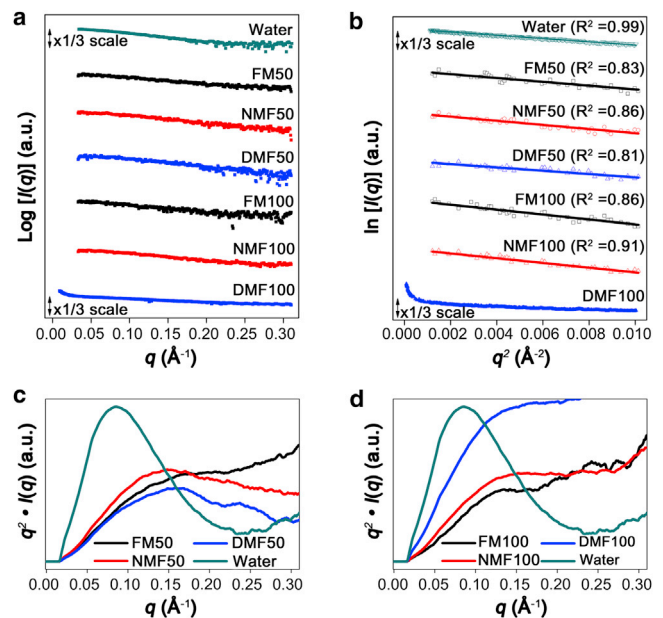 a
Log [I(q)] (a.u.)
x1/3 scale
Water
FM50
NMF50
DMF50
FM100
NMF100
DMF100
x1/3 scale
0.00 0.05 0.10 0.15 0.20 0.25 0.30
q (Å⁻¹)
b
ln [I(q)] (a.u.)
x1/3 scale
Water (R² =0.99)
FM50 (R² =0.83)
NMF50 (R² =0.86)
DMF50 (R² =0.81)
FM100 (R² =0.86)
NMF100 (R² =0.91)
DMF100
x1/3 scale
0.000 0.002 0.004 0.006 0.008 0.010
q² (Å⁻²)
c
q² • I(q) (a.u.)
FM50 DMF50
NMF50 Water
0.00 0.05 0.10 0.15 0.20 0.25 0.30
q (Å⁻¹)
d
q² • I(q) (a.u.)
FM100 DMF100
NMF100 Water
0.00 0.05 0.10 0.15 0.20 0.25 0.30
q (Å⁻¹)